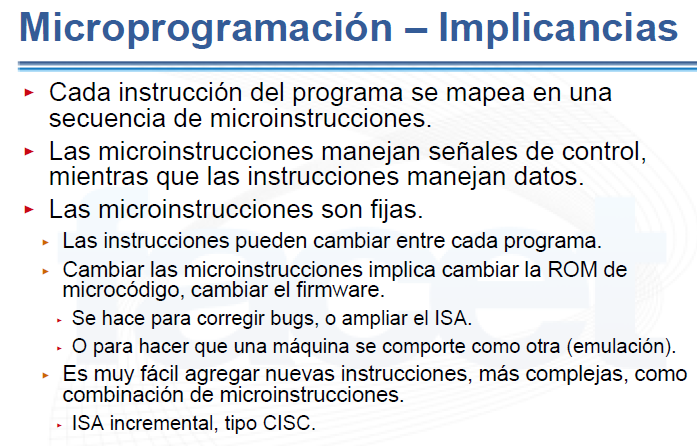 Microprogramación – Implicancias
Cada instrucción del programa se mapea en una
secuencia de microinstrucciones.
Las microinstrucciones manejan señales de control,
mientras que las instrucciones manejan datos.
Las microinstrucciones son fijas.
Las instrucciones pueden cambiar entre cada programa.
Cambiar las microinstrucciones implica cambiar la ROM de
microcódigo, cambiar el firmware.
Se hace para corregir bugs, o ampliar el ISA.
O para hacer que una máquina se comporte como otra (emulación).
Es muy fácil agregar nuevas instrucciones, más complejas, como
combinación de microinstrucciones.
ISA incremental, tipo CISC.